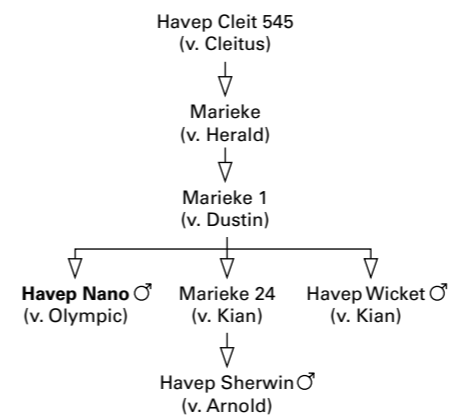 Havep Cleit 545
(v. Cleitus)
Marieke
(v. Herald)
Marieke 1
(v. Dustin)
Havep Nano ♂ Marieke 24 Havep Wicket ♂
(v. Olympic) (v. Kian) (v. Kian)
Havep Sherwin ♂
(v. Arnold)